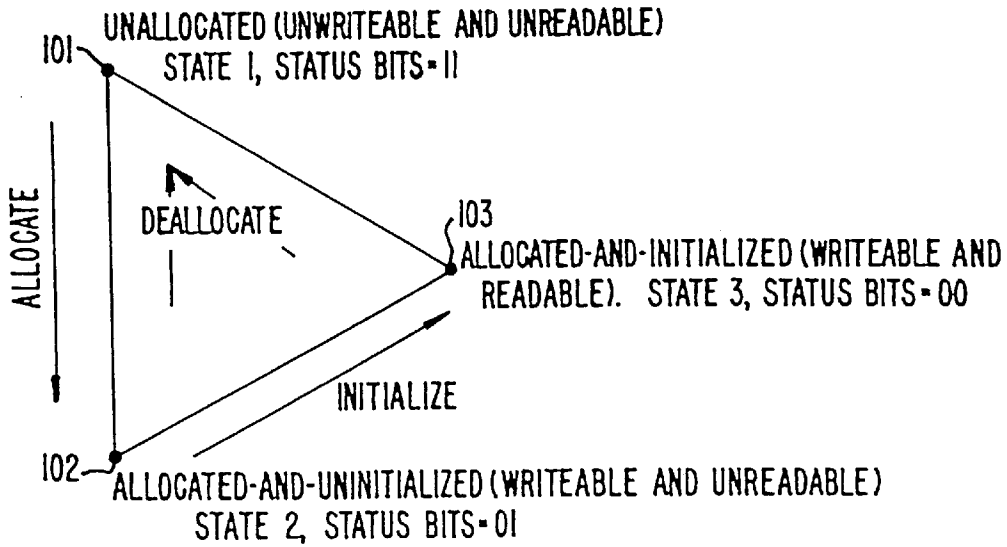 UNALLOCATED (UNWRITEABLE AND UNREADABLE)
101
STATE 1, STATUS BITS=11
ALLOCATE
DEALLOCATE
103
ALLOCATED-AND-INITIALIZED (WRITEABLE AND
READABLE). STATE 3, STATUS BITS=00
INITIALIZE
102
ALLOCATED-AND-UNINITIALIZED (WRITEABLE AND UNREADABLE)
STATE 2, STATUS BITS=01